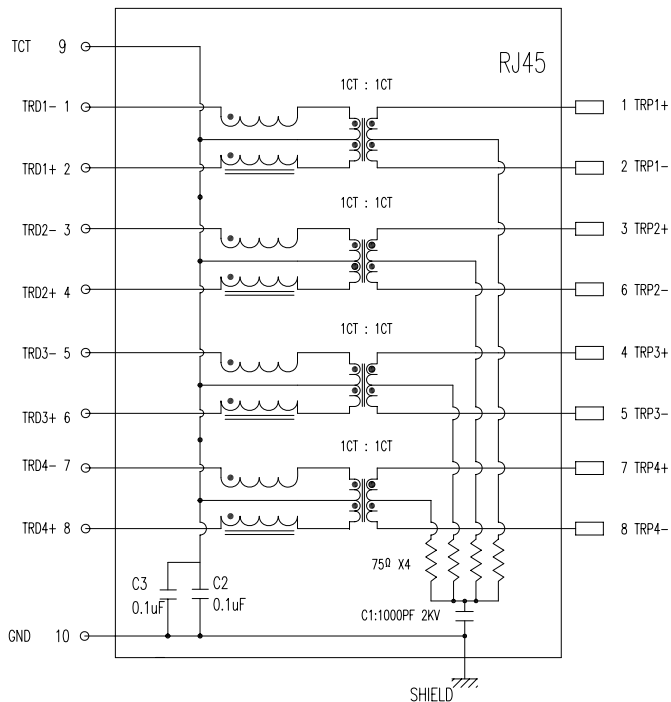 TCT 9
RJ45
1CT : 1CT
TRD1- 1
1 TRP1+
TRD1+ 2
2 TRP1-
1CT : 1CT
TRD2- 3
3 TRP2+
TRD2+ 4
6 TRP2-
1CT : 1CT
TRD3- 5
4 TRP3+
TRD3+ 6
5 TRP3-
1CT : 1CT
TRD4- 7
7 TRP4+
TRD4+ 8
8 TRP4-
75Ω X4
C3
0.1uF
C2
0.1uF
C1:1000PF 2KV
GND 10
SHIELD